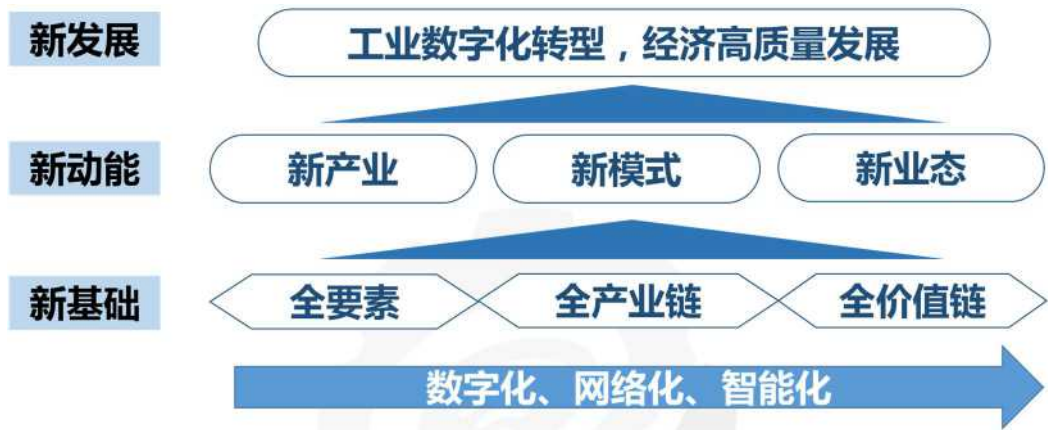 新发展
工业数字化转型，经济高质量发展
新动能
新产业
新模式
新业态
新基础
全要素
全产业链
全价值链
数字化、网络化、智能化